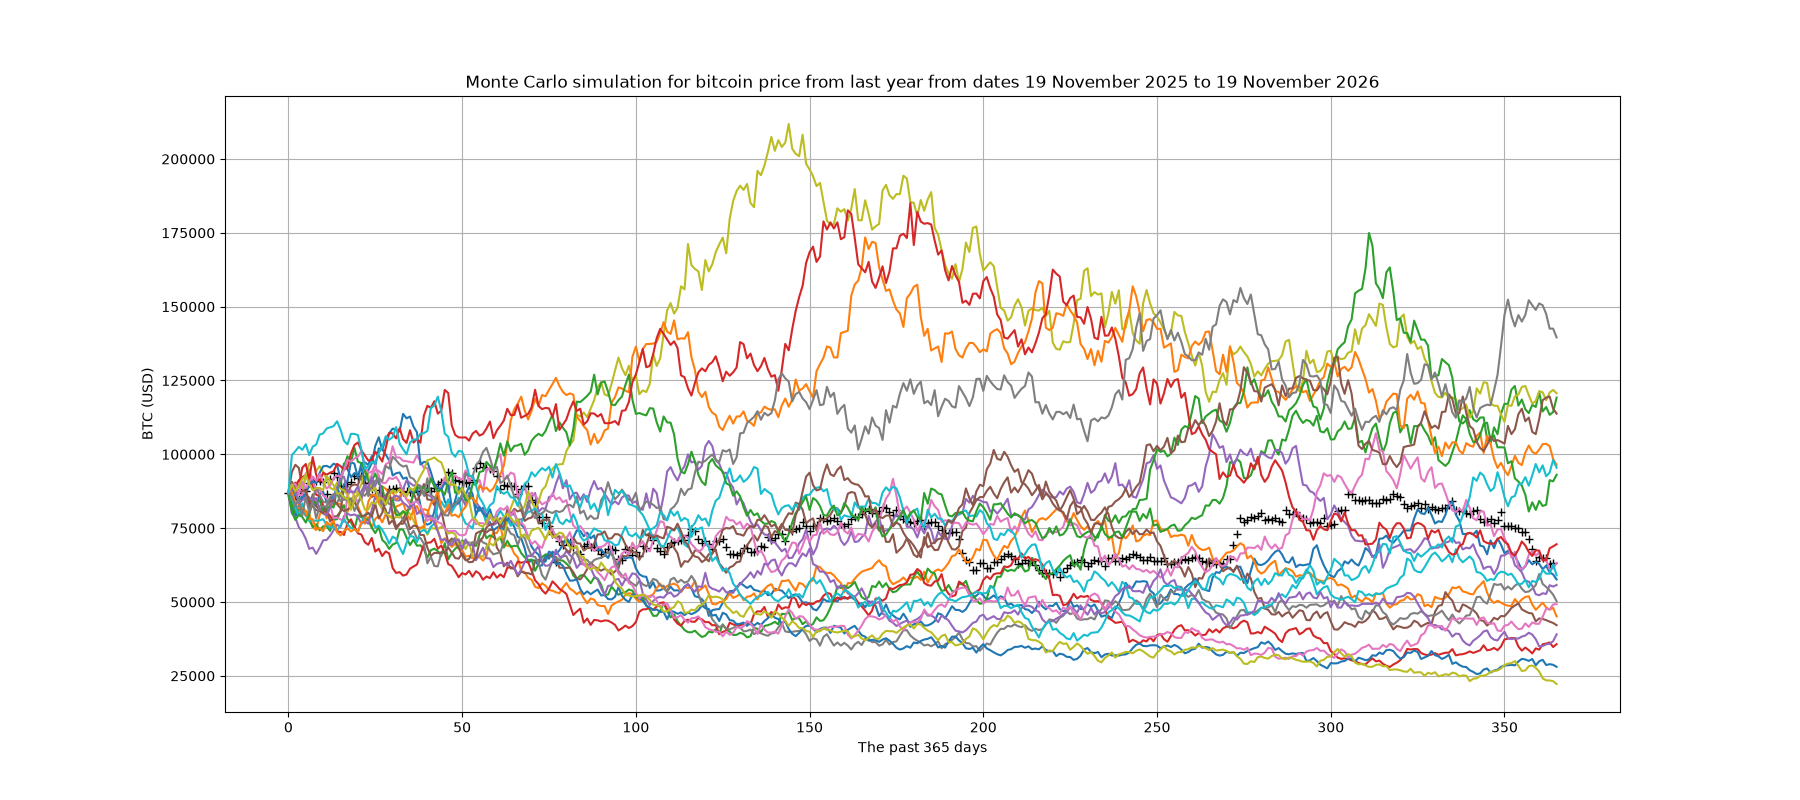 Monte Carlo simulation for bitcoin price from last year from dates 19 November 2025 to 19 November 2026
200000
175000
150000
125000
100000
75000
50000
25000
BTC (USD)
0 50 100 150 200 250 300 350
The past 365 days